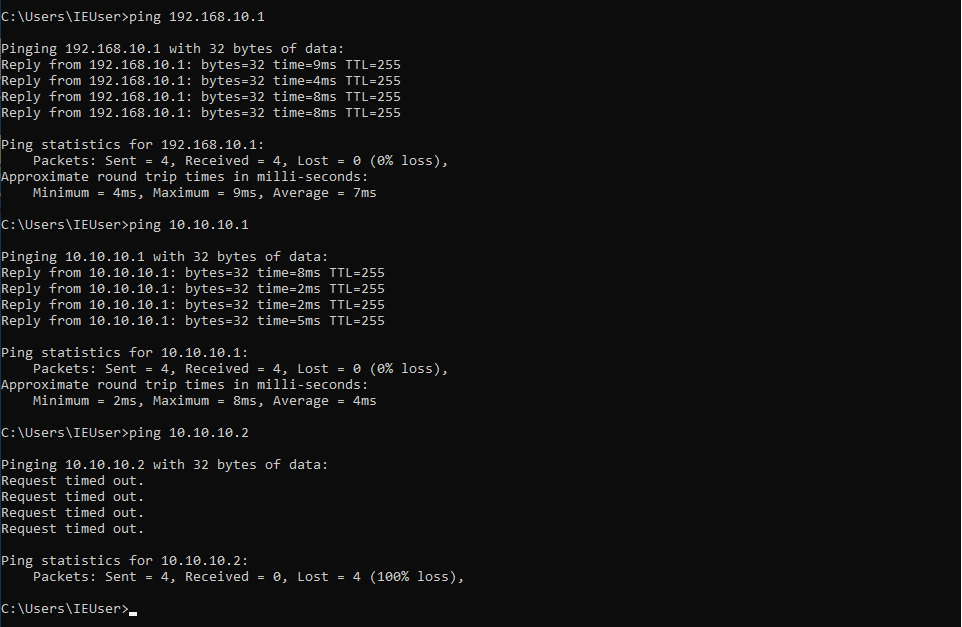 C:\Users\IEUser>ping 192.168.10.1
Pinging 192.168.10.1 with 32 bytes of data:
Reply from 192.168.10.1: bytes=32 time=9ms TTL=255
Reply from 192.168.10.1: bytes=32 time=4ms TTL=255
Reply from 192.168.10.1: bytes=32 time=8ms TTL=255
Reply from 192.168.10.1: bytes=32 time=8ms TTL=255
Ping statistics for 192.168.10.1:
    Packets: Sent = 4, Received = 4, Lost = 0 (0% loss),
Approximate round trip times in milli-seconds:
    Minimum = 4ms, Maximum = 9ms, Average = 7ms
C:\Users\IEUser>ping 10.10.10.1
Pinging 10.10.10.1 with 32 bytes of data:
Reply from 10.10.10.1: bytes=32 time=8ms TTL=255
Reply from 10.10.10.1: bytes=32 time=2ms TTL=255
Reply from 10.10.10.1: bytes=32 time=2ms TTL=255
Reply from 10.10.10.1: bytes=32 time=5ms TTL=255
Ping statistics for 10.10.10.1:
    Packets: Sent = 4, Received = 4, Lost = 0 (0% loss),
Approximate round trip times in milli-seconds:
    Minimum = 2ms, Maximum = 8ms, Average = 4ms
C:\Users\IEUser>ping 10.10.10.2
Pinging 10.10.10.2 with 32 bytes of data:
Request timed out.
Request timed out.
Request timed out.
Request timed out.
Ping statistics for 10.10.10.2:
    Packets: Sent = 4, Received = 0, Lost = 4 (100% loss),
C:\Users\IEUser>